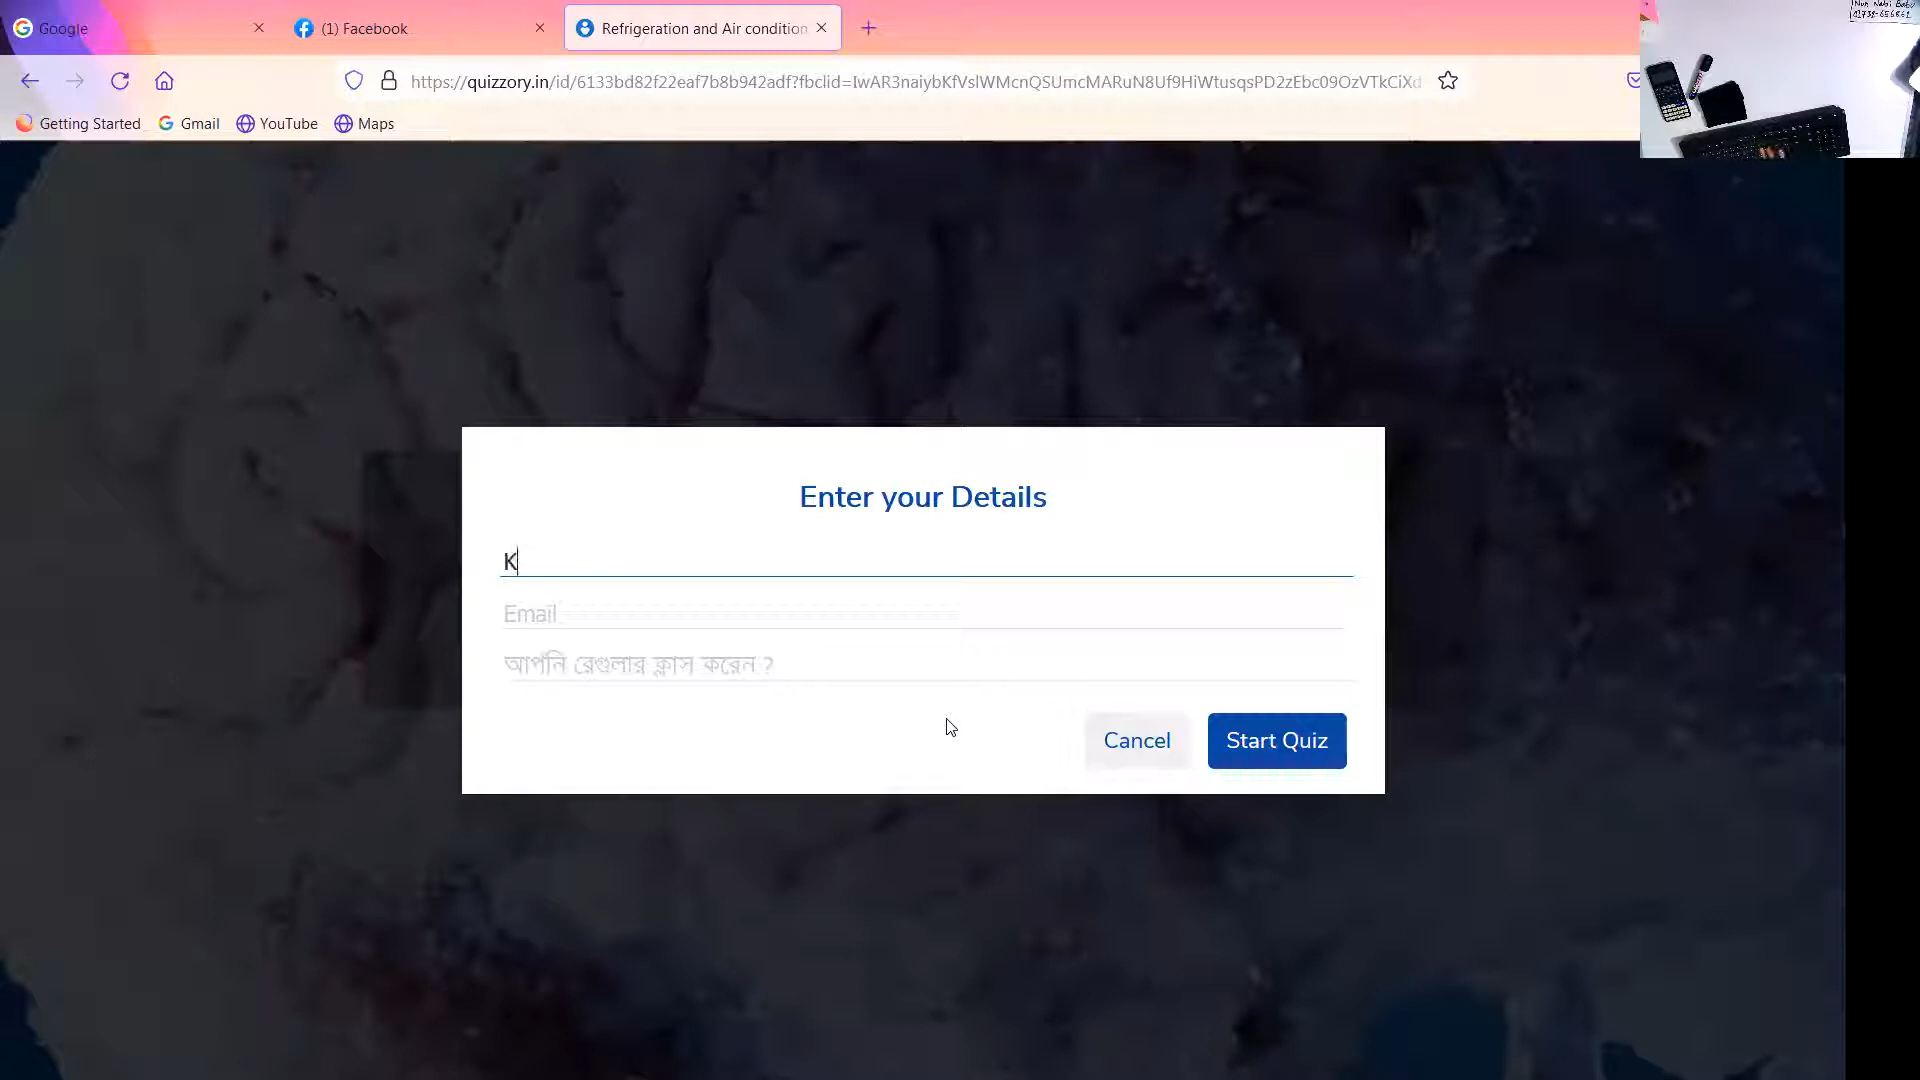 Google
(1) Facebook
Refrigeration and Air condition
https://quizzory.in/id/6133bd82f22eaf7b8b942adf?fbclid=IwAR3naiybKfVslWMcnQSUmcMARuN8Uf9HiWtusqsPD2zEbc09OzVTkCiXd
Getting Started
Gmail
YouTube
Maps
Enter your Details
K
Email
আপনি রেগুলার ক্লাস করেন ?
Cancel
Start Quiz